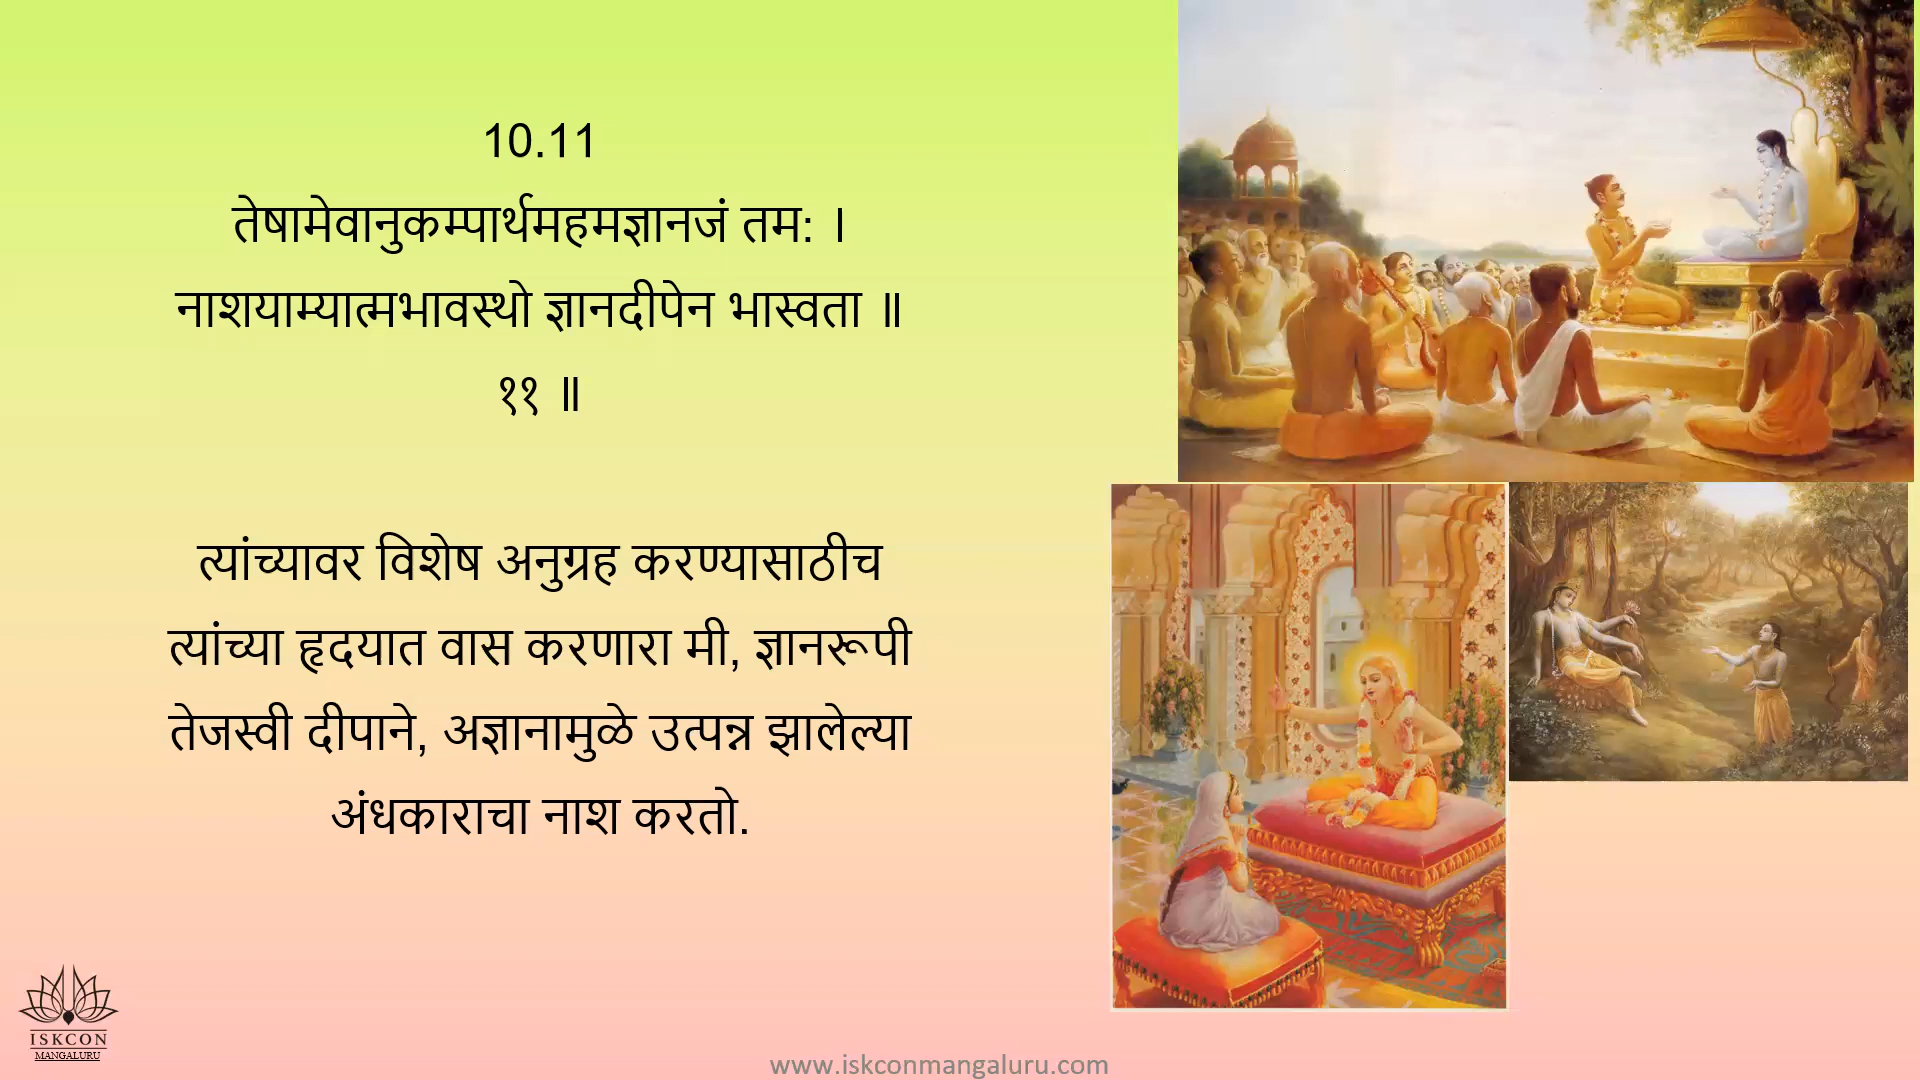 10.11
तेषामेवानुकम्पार्थमहमज्ञानजं तम: ।
नाशयाम्यात्मभावस्थो ज्ञानदीपेन भास्वता ॥
११ ॥
त्यांच्यावर विशेष अनुग्रह करण्यासाठीच
त्यांच्या हृदयात वास करणारा मी, ज्ञानरूपी
तेजस्वी दीपाने, अज्ञानामुळे उत्पन्न झालेल्या
अंधकाराचा नाश करतो.
ISKCON
MANGALURU
www.iskconmangaluru.com